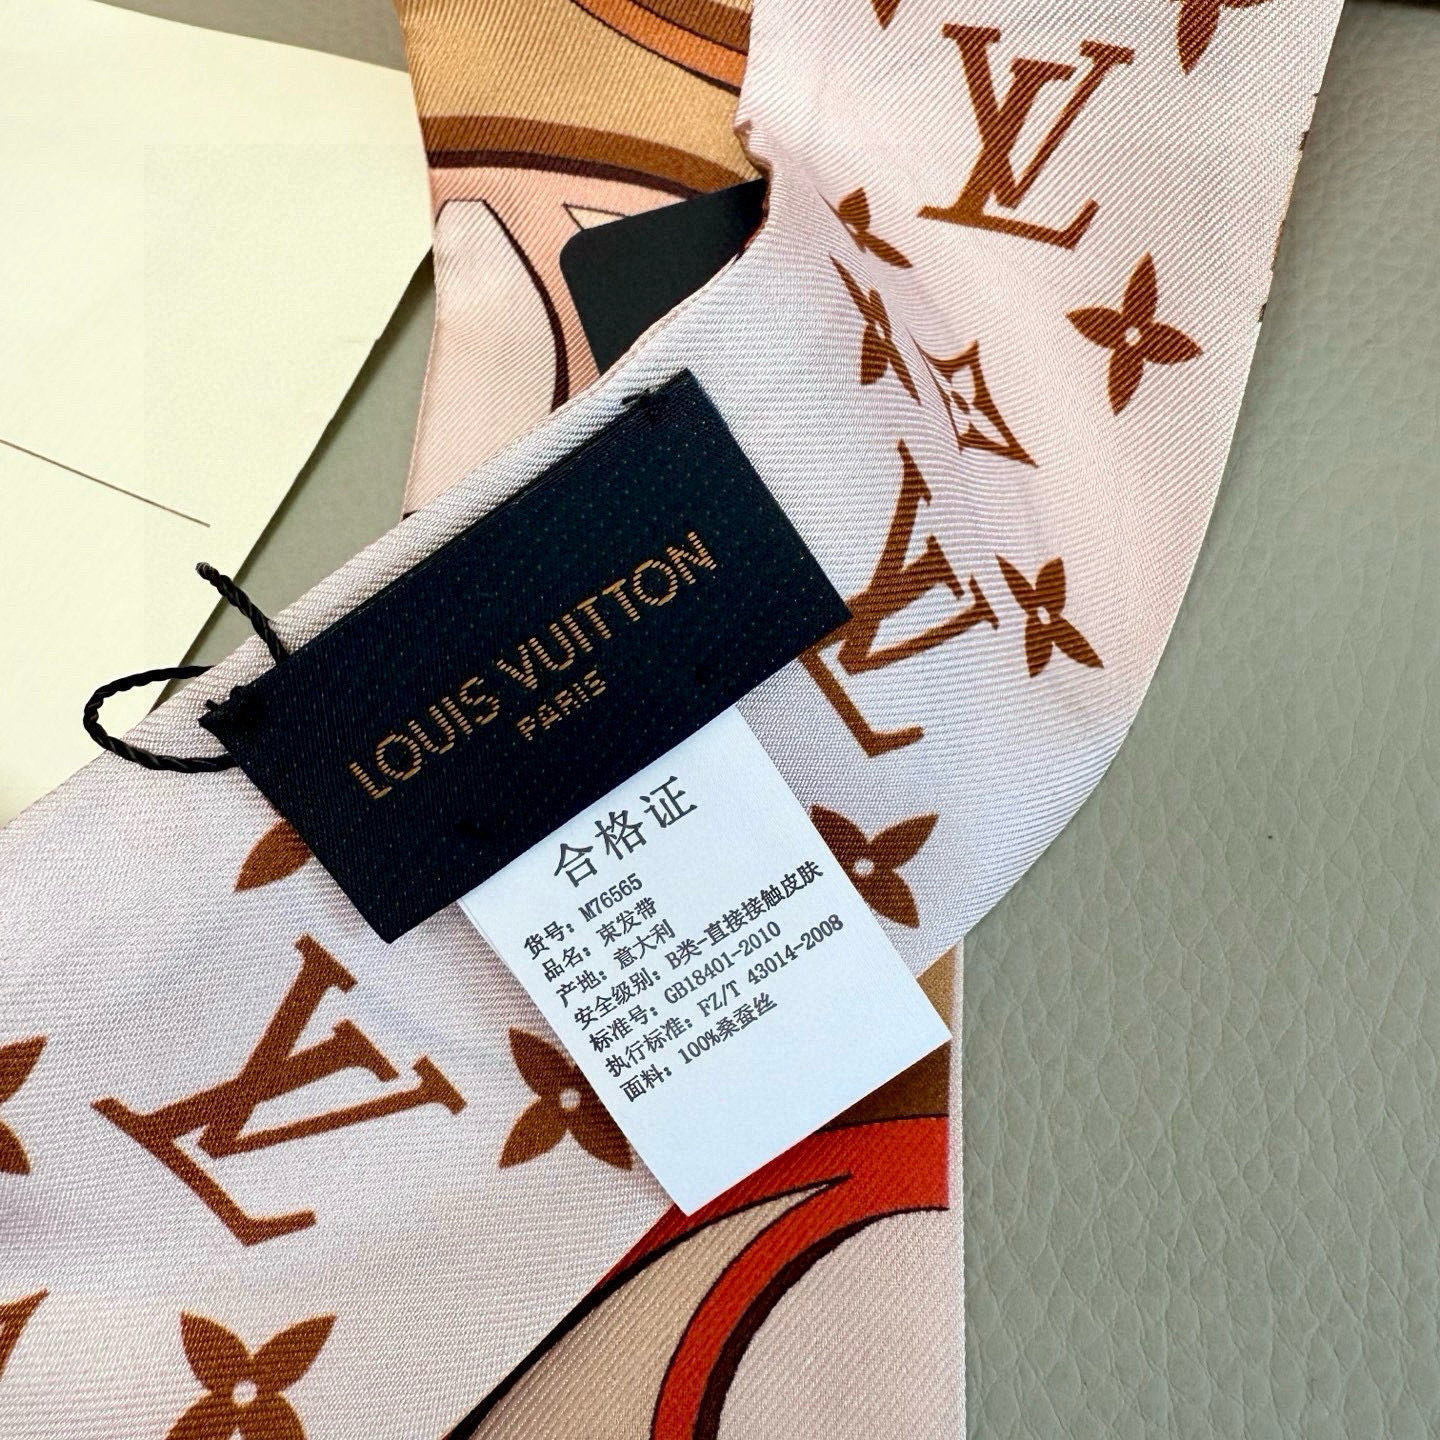 LOUIS VUITTON
PARIS
合格证
货号: M76565
品名: 束发带
产地: 意大利
安全级别: B类-直接接触皮肤
标准号: GB18401-2010
执行标准: FZ/T 43014-2008
面料: 100%桑蚕丝